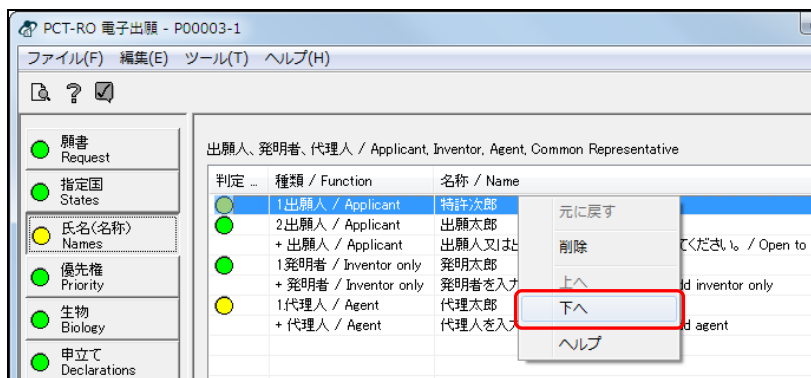 PCT-RO 電子出願 - P00003-1
ファイル(F) 編集(E) ツール(T) ヘルプ(H)
願書
Request
指定国
States
氏名(名称)
Names
優先権
Priority
生物
Biology
申立て
Declarations
出願人、発明者、代理人 / Applicant, Inventor, Agent, Common Representative
判定 ... 種類 / Function 名称 / Name
1出願人 / Applicant 特許次郎
2出願人 / Applicant 出願太郎
+ 出願人 / Applicant 出願人又は出 てください。 / Open to
1発明者 / Inventor only 発明太郎
+ 発明者 / Inventor only 発明者を入力 dd inventor only
1代理人 / Agent 代理太郎
+ 代理人 / Agent 代理人を入力 d agent
元に戻す
削除
上へ
下へ
ヘルプ